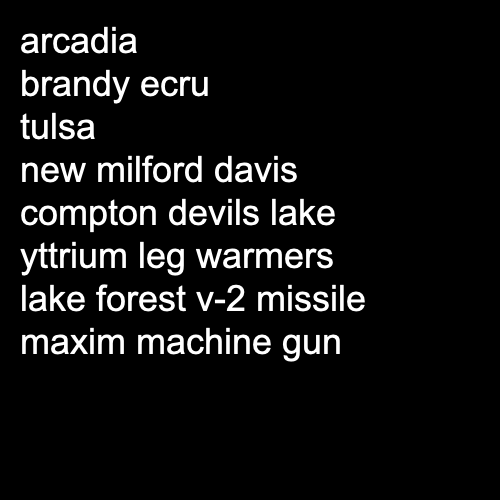 arcadia
brandy ecru
tulsa
new milford davis
compton devils lake
yttrium leg warmers
lake forest v-2 missile
maxim machine gun